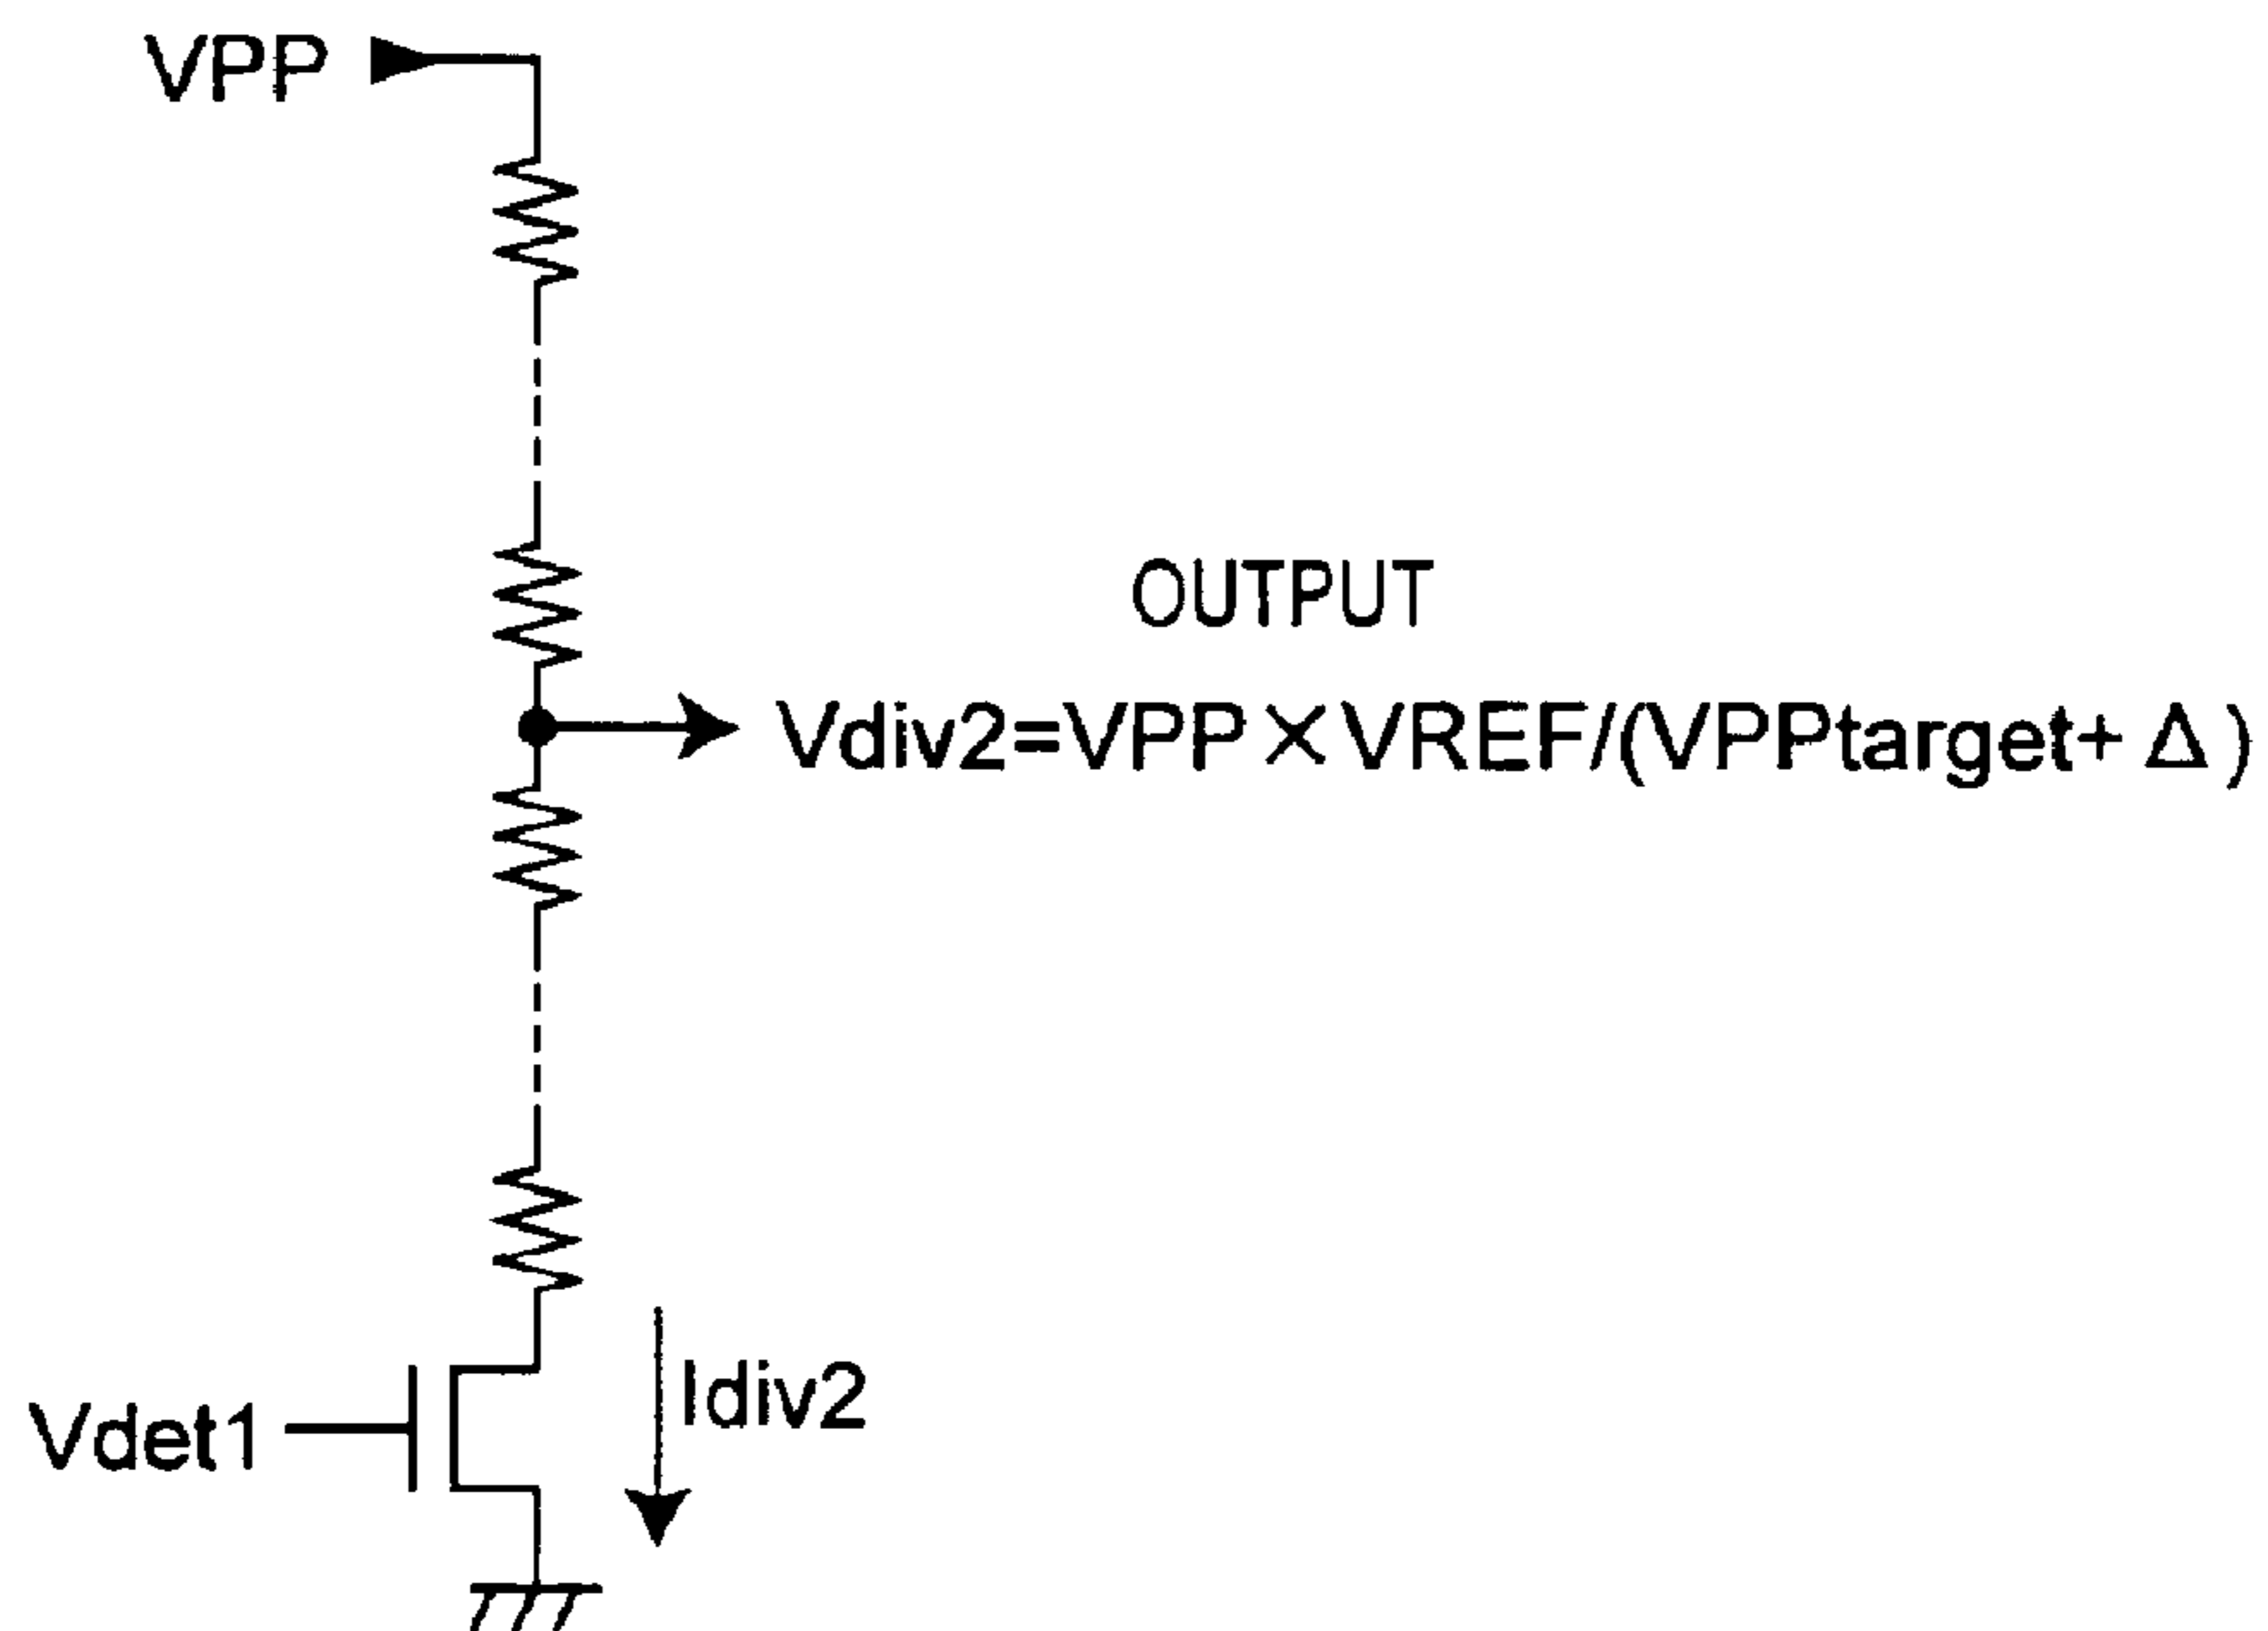 VPP
OUTPUT
Vdiv2=VPP×VREF/(VPPtarget+Δ)
Idiv2
Vdet1